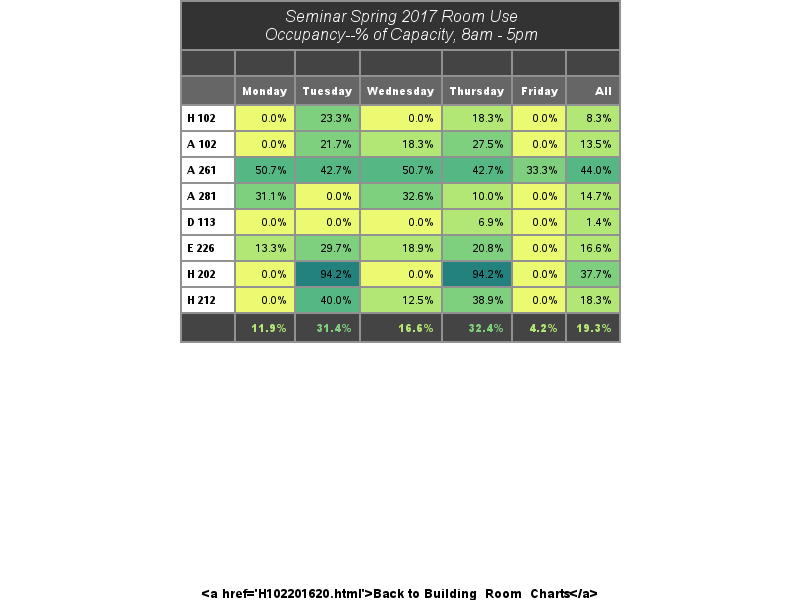 Seminar Spring 2017 Room Use
Occupancy--% of Capacity, 8am - 5pm
Monday Tuesday Wednesday Thursday Friday All
H 102 0.0% 23.3% 0.0% 18.3% 0.0% 8.3%
A 102 0.0% 21.7% 18.3% 27.5% 0.0% 13.5%
A 261 50.7% 42.7% 50.7% 42.7% 33.3% 44.0%
A 281 31.1% 0.0% 32.6% 10.0% 0.0% 14.7%
D 113 0.0% 0.0% 0.0% 6.9% 0.0% 1.4%
E 226 13.3% 29.7% 18.9% 20.8% 0.0% 16.6%
H 202 0.0% 94.2% 0.0% 94.2% 0.0% 37.7%
H 212 0.0% 40.0% 12.5% 38.9% 0.0% 18.3%
11.9% 31.4% 16.6% 32.4% 4.2% 19.3%
<a href='H102201620.html'>Back to Building_Room_Charts</a>